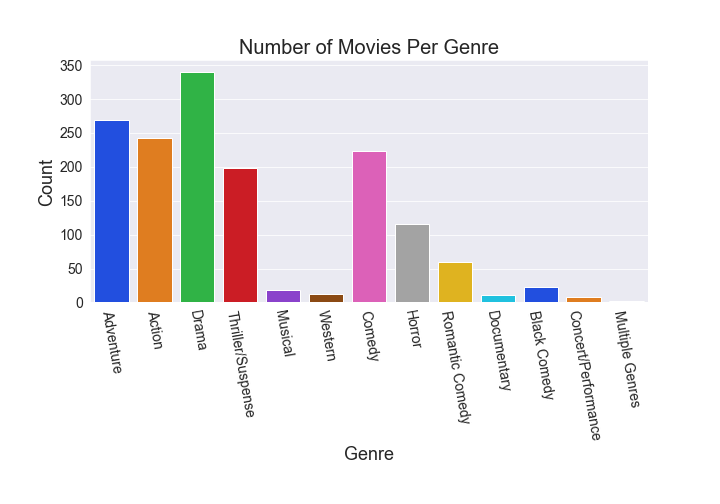 Number of Movies Per Genre
350
300
250
200
150
100
50
0
Count
Adventure
Action
Drama
Thriller/Suspense
Musical
Western
Comedy
Horror
Romantic Comedy
Documentary
Black Comedy
Concert/Performance
Multiple Genres
Genre